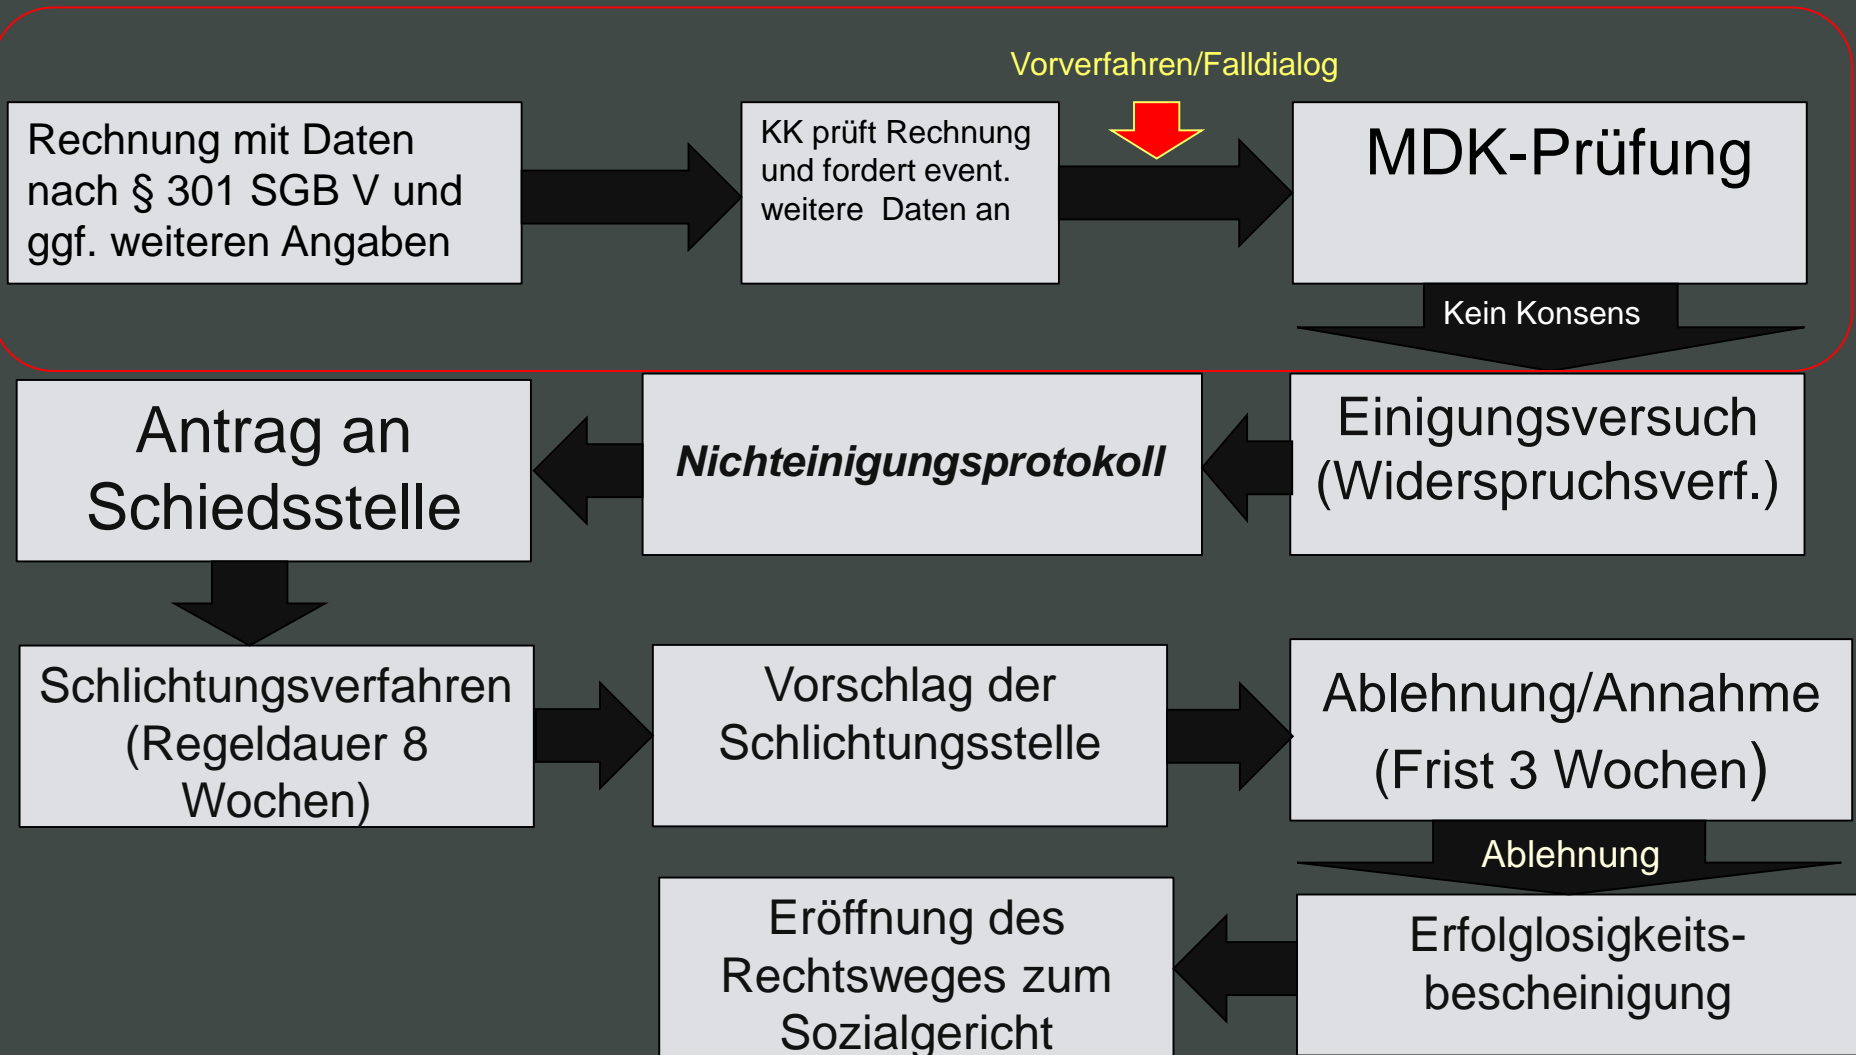 Vorverfahren/Falldialog
Rechnung mit Daten
nach § 301 SGB V und
ggf. weiteren Angaben
KK prüft Rechnung
und fordert event.
weitere Daten an
MDK-Prüfung
Kein Konsens
Einigungsversuch
(Widerspruchsverf.)
Nichteinigungsprotokoll
Antrag an
Schiedsstelle
Schlichtungsverfahren
(Regeldauer 8
Wochen)
Vorschlag der
Schlichtungsstelle
Ablehnung/Annahme
(Frist 3 Wochen)
Ablehnung
Erfolglosigkeits-
bescheinigung
Eröffnung des
Rechtsweges zum
Sozialgericht